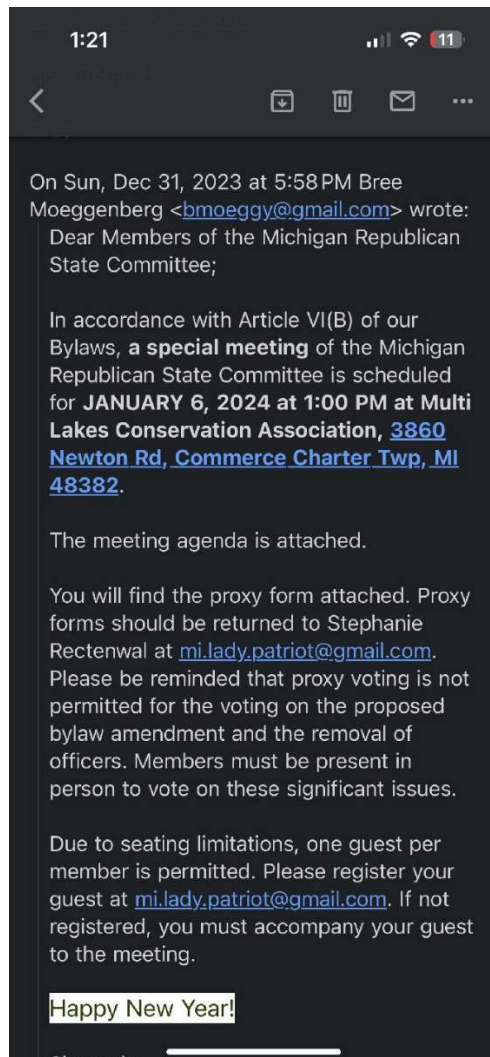 1:21
11
On Sun, Dec 31, 2023 at 5:58 PM Bree
Moeggenberg <bmoeggy@gmail.com> wrote:
Dear Members of the Michigan Republican
State Committee;
In accordance with Article VI(B) of our
Bylaws, a special meeting of the Michigan
Republican State Committee is scheduled
for JANUARY 6, 2024 at 1:00 PM at Multi
Lakes Conservation Association, 3860
Newton Rd, Commerce Charter Twp, MI
48382.
The meeting agenda is attached.
You will find the proxy form attached. Proxy
forms should be returned to Stephanie
Rectenwal at mi.lady.patriot@gmail.com.
Please be reminded that proxy voting is not
permitted for the voting on the proposed
bylaw amendment and the removal of
officers. Members must be present in
person to vote on these significant issues.
Due to seating limitations, one guest per
member is permitted. Please register your
guest at mi.lady.patriot@gmail.com. If not
registered, you must accompany your guest
to the meeting.
Happy New Year!